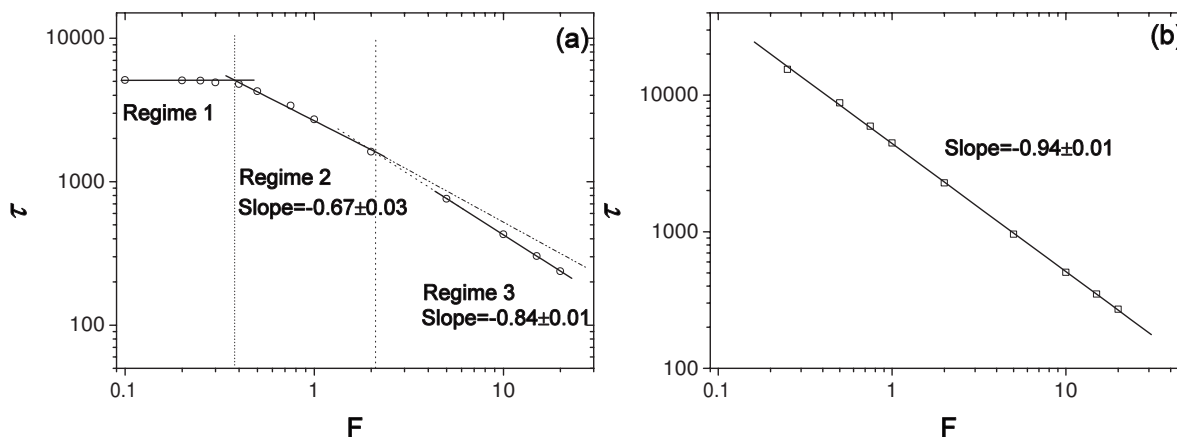 (a)
10000
Regime 1
1000
Regime 2
Slope=-0.67±0.03
τ
Regime 3
Slope=-0.84±0.01
100
0.1
1
10
F
(b)
10000
Slope=-0.94±0.01
τ
1000
100
0.1
1
10
F